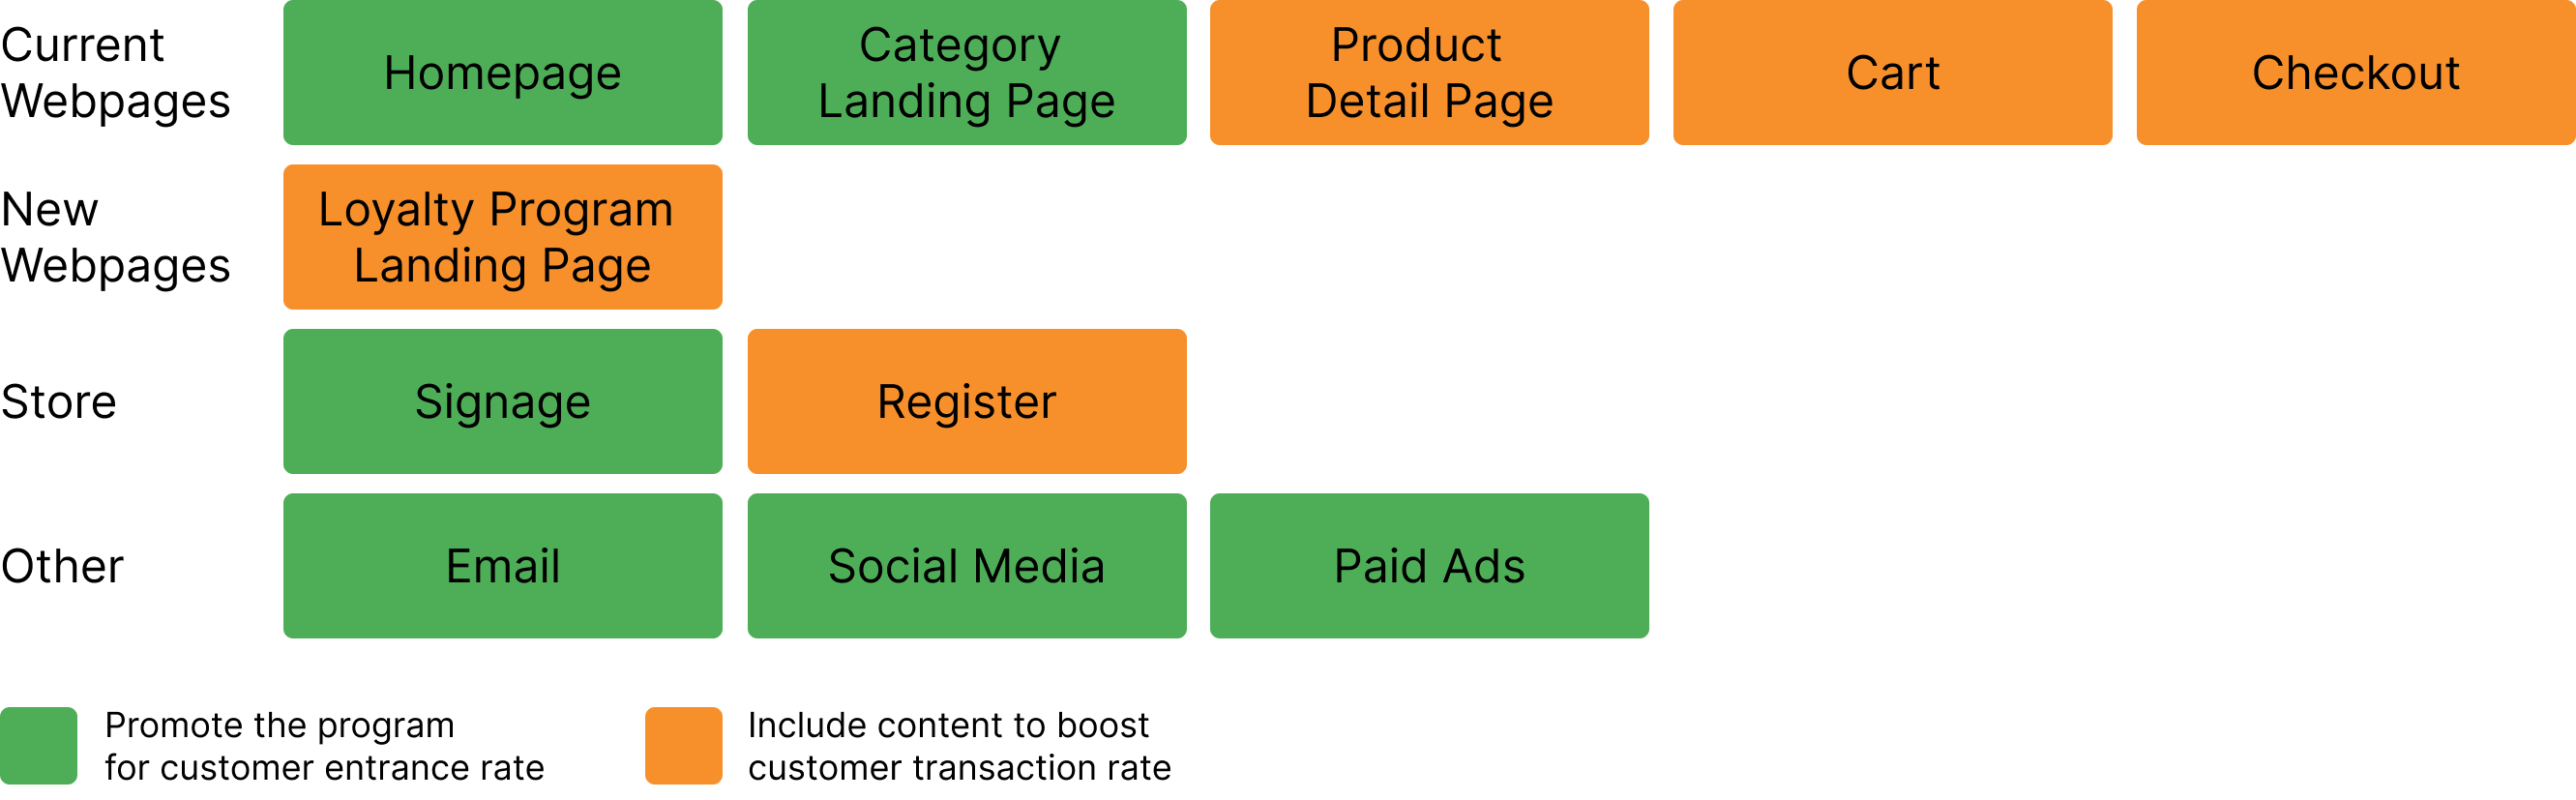 Current
Webpages
Homepage
Category
Landing Page
Product
Detail Page
Cart
Checkout
New
Webpages
Loyalty Program
Landing Page
Store
Signage
Register
Other
Email
Social Media
Paid Ads
Promote the program
for customer entrance rate
Include content to boost
customer transaction rate